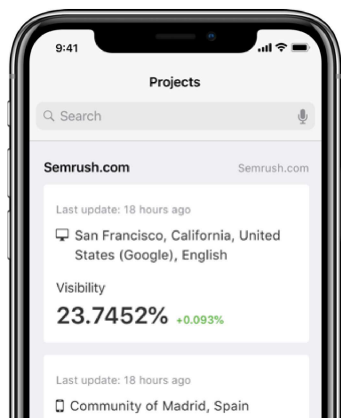 9:41
Projects
Search
Semrush.com Semrush.com
Last update: 18 hours ago
San Francisco, California, United
States (Google), English
Visibility
23.7452% +0.093%
Last update: 18 hours ago
Community of Madrid, Spain